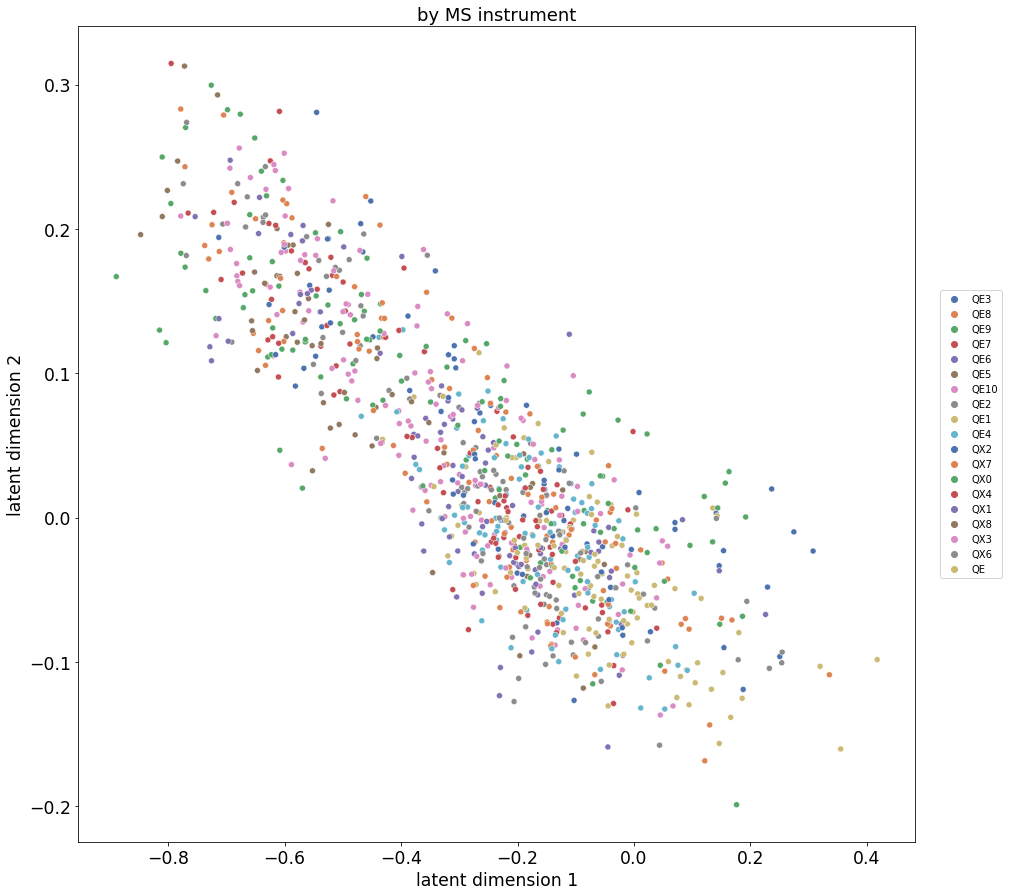 by MS instrument
0.3
0.2
0.1
0.0
−0.1
−0.2
latent dimension 2
−0.8 −0.6 −0.4 −0.2 0.0 0.2 0.4
latent dimension 1
QE3
QE8
QE9
QE7
QE6
QE5
QE10
QE2
QE1
QE4
QX2
QX7
QX0
QX4
QX1
QX8
QX3
QX6
QE